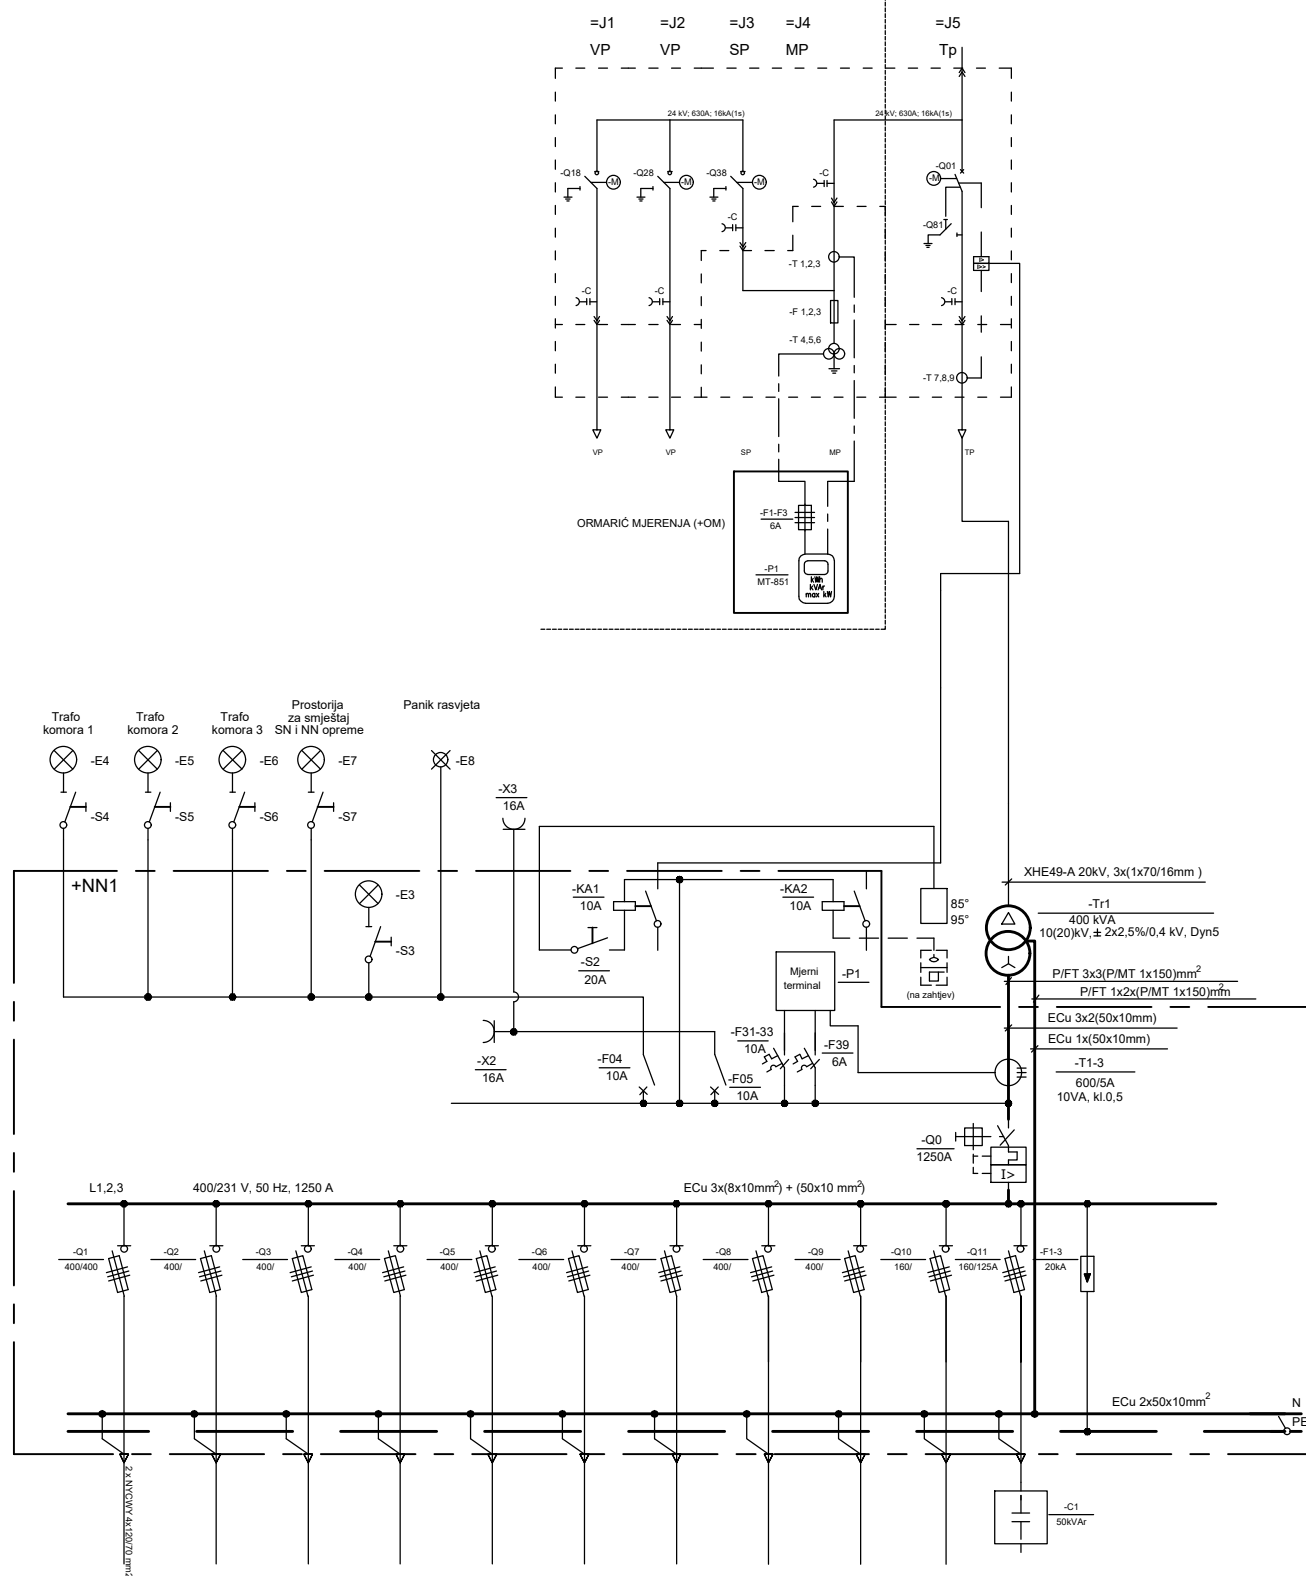 =J1
=J2
=J3
=J4
=J5
VP
VP
SP
MP
Tp
24 kV; 630A; 16kA(1s)
24 kV; 630A; 16kA(1s)
-Q18
-M
-Q28
-M
-Q38
-M
-C
-Q01
-M
-C
-Q81
I>
I>>
-T 1,2,3
-C
-C
-C
-F 1,2,3
-T 4,5,6
-T 7,8,9
VP
VP
SP
MP
TP
ORMARIĆ MJERENJA (+OM)
-F1-F3
6A
-P1
MT-851
kWh
kVAr
max kW
Trafo
komora 1
Trafo
komora 2
Trafo
komora 3
Prostorija
za smještaj
SN i NN opreme
Panik rasvjeta
-E4
-E5
-E6
-E7
-E8
-S4
-S5
-S6
-S7
-X3
16A
+NN1
-E3
-S3
-KA1
10A
-KA2
10A
-S2
20A
85°
95°
(na zahtjev)
Mjerni
terminal
-P1
XHE49-A 20kV, 3x(1x70/16mm )
-Tr1
400 kVA
10(20)kV,± 2x2,5%/0,4 kV, Dyn5
P/FT 3x3(P/MT 1x150)mm2
P/FT 1x2x(P/MT 1x150)mm2
ECu 3x2(50x10mm)
ECu 1x(50x10mm)
-X2
16A
-F04
10A
-F05
10A
-F31-33
10A
-F39
6A
-T1-3
600/5A
10VA, kl.0,5
-Q0
1250A
I>
L1,2,3
400/231 V, 50 Hz, 1250 A
ECu 3x(8x10mm2) + (50x10 mm2)
-Q1
400/400
-Q2
400/
-Q3
400/
-Q4
400/
-Q5
400/
-Q6
400/
-Q7
400/
-Q8
400/
-Q9
400/
-Q10
160/
-Q11
160/125A
-F1-3
20kA
ECu 2x50x10mm2
N
PE
2 x NYCWY 4x120/70 mm2
-C1
50kVAr